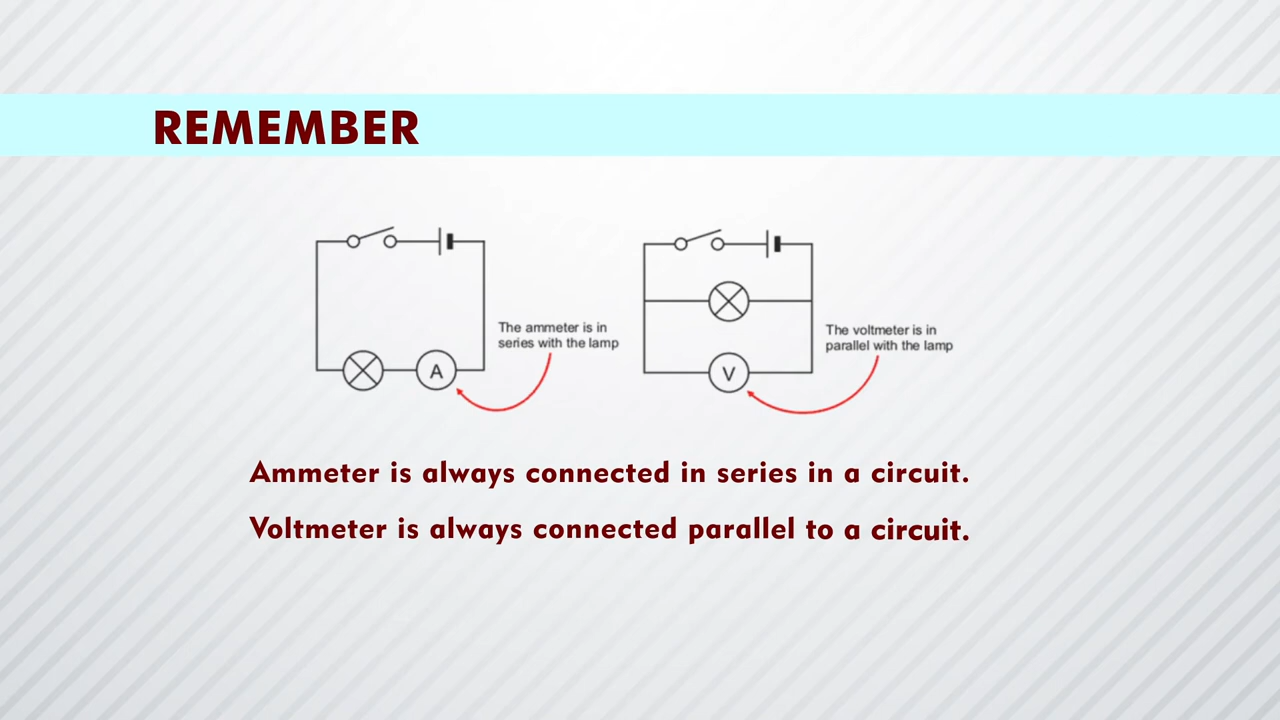 REMEMBER
The ammeter is in
series with the lamp
A
The voltmeter is in
parallel with the lamp
V
Ammeter is always connected in series in a circuit.
Voltmeter is always connected parallel to a circuit.